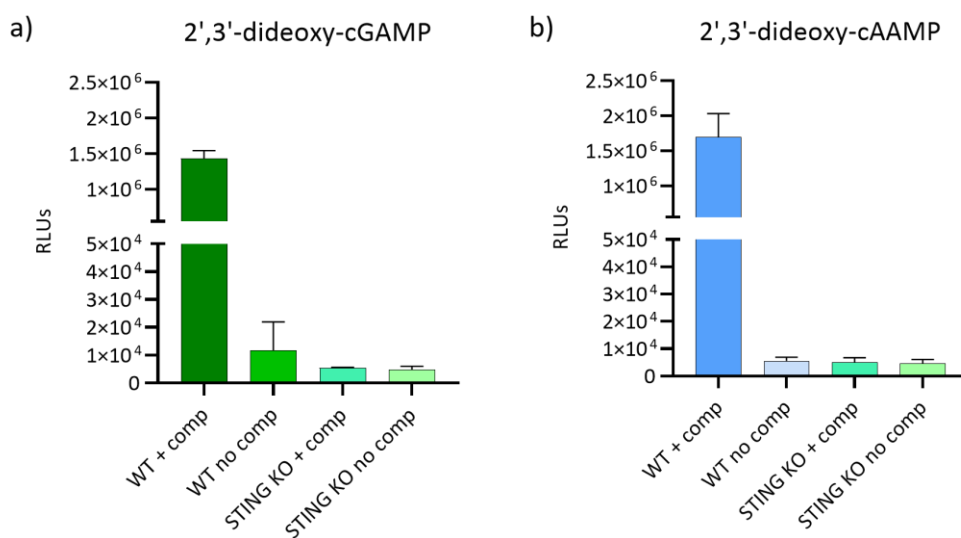 a)
2',3'-dideoxy-cGAMP
2.5×10⁶
2×10⁶
1.5×10⁶
1×10⁶
RLUs
5×10⁴
4×10⁴
3×10⁴
2×10⁴
1×10⁴
0
WT + comp
WT no comp
STING KO + comp
STING KO no comp
b)
2',3'-dideoxy-cAAMP
2.5×10⁶
2×10⁶
1.5×10⁶
1×10⁶
RLUs
5×10⁴
4×10⁴
3×10⁴
2×10⁴
1×10⁴
0
WT + comp
WT no comp
STING KO + comp
STING KO no comp